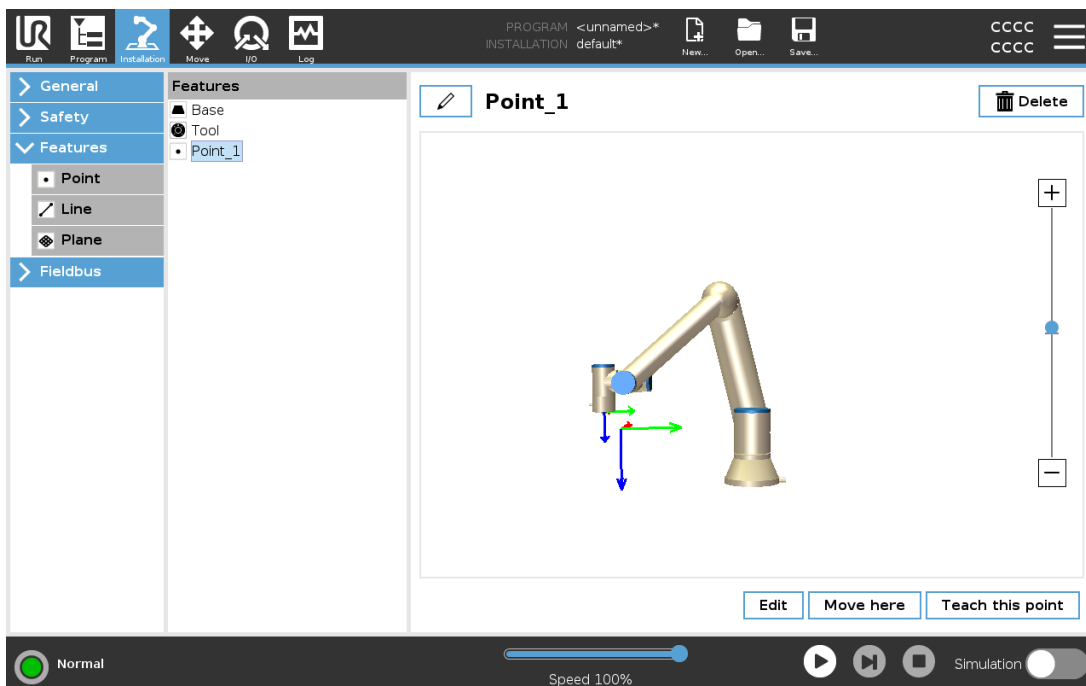 UR
Run
Program
Installation
Move
I/O
Log
PROGRAM <unnamed>*
INSTALLATION default*
New...
Open...
Save...
CCCC
CCCC
General
Safety
Features
Point
Line
Plane
Fieldbus
Features
Base
Tool
Point_1
Point_1
Delete
Edit
Move here
Teach this point
Normal
Speed 100%
Simulation